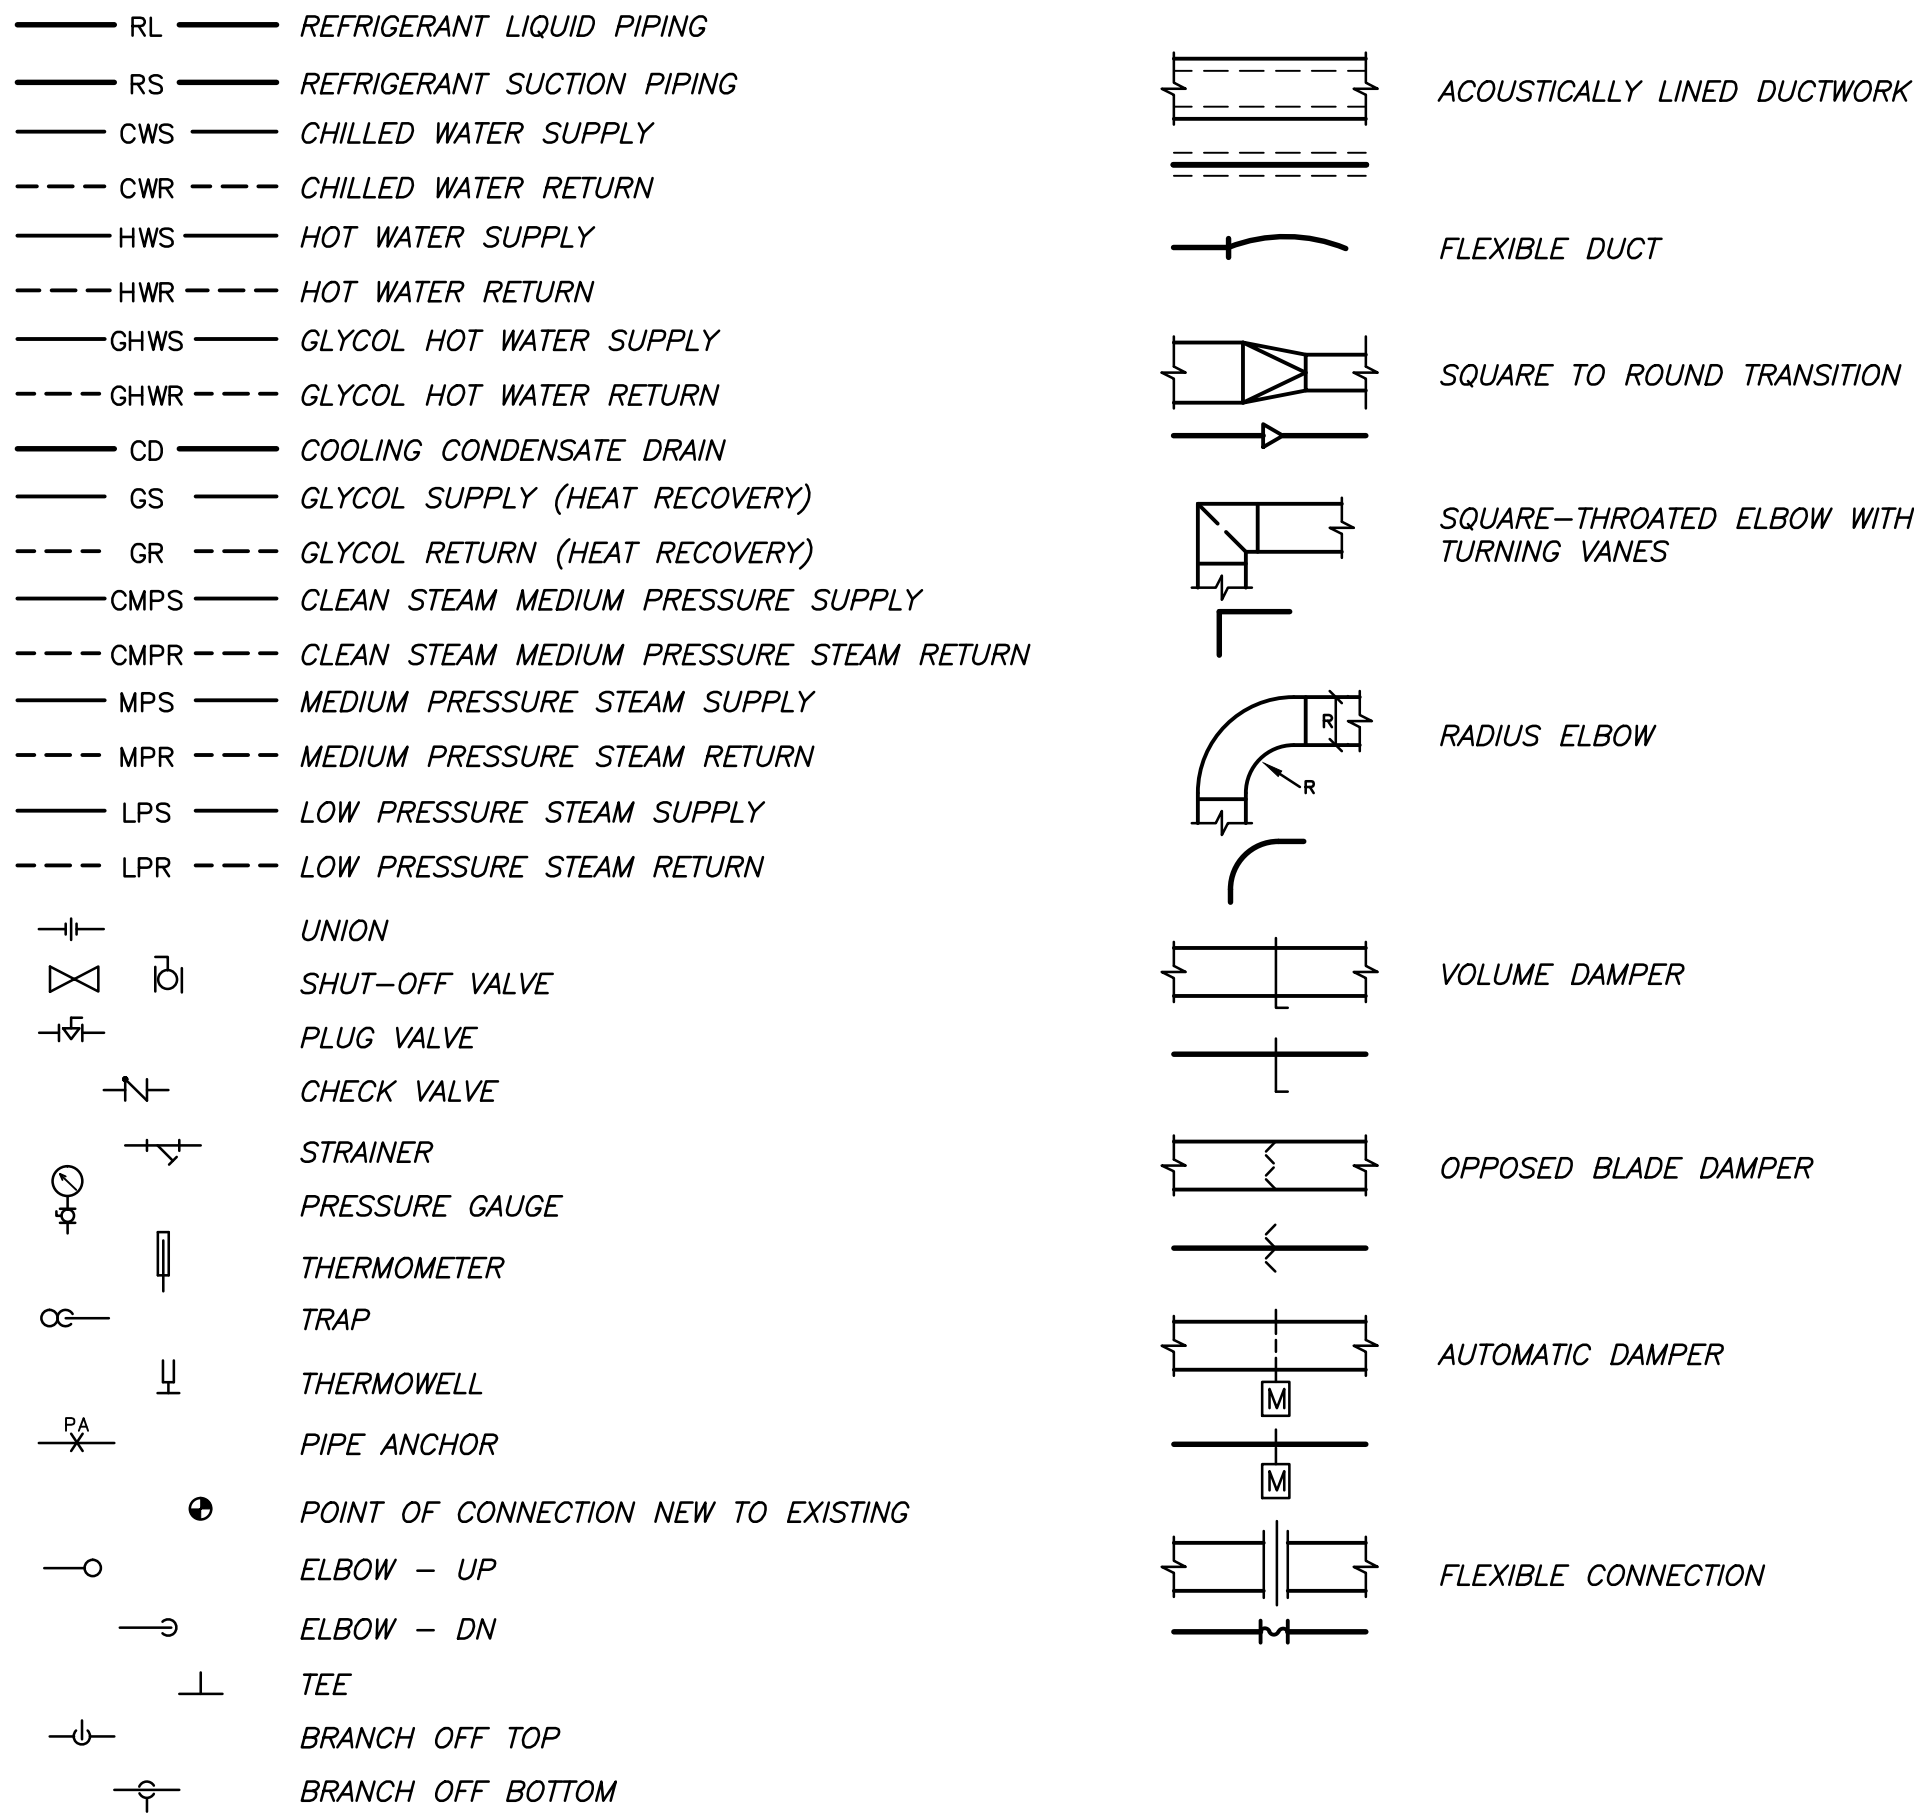 RL REFRIGERANT LIQUID PIPING
RS REFRIGERANT SUCTION PIPING
CWS CHILLED WATER SUPPLY
CWR CHILLED WATER RETURN
HWS HOT WATER SUPPLY
HWR HOT WATER RETURN
GHWS GLYCOL HOT WATER SUPPLY
GHWR GLYCOL HOT WATER RETURN
CD COOLING CONDENSATE DRAIN
GS GLYCOL SUPPLY (HEAT RECOVERY)
GR GLYCOL RETURN (HEAT RECOVERY)
CMPS CLEAN STEAM MEDIUM PRESSURE SUPPLY
CMPR CLEAN STEAM MEDIUM PRESSURE STEAM RETURN
MPS MEDIUM PRESSURE STEAM SUPPLY
MPR MEDIUM PRESSURE STEAM RETURN
LPS LOW PRESSURE STEAM SUPPLY
LPR LOW PRESSURE STEAM RETURN
UNION
SHUT-OFF VALVE
PLUG VALVE
CHECK VALVE
STRAINER
PRESSURE GAUGE
THERMOMETER
TRAP
THERMOWELL
PA
PIPE ANCHOR
POINT OF CONNECTION NEW TO EXISTING
ELBOW - UP
ELBOW - DN
TEE
BRANCH OFF TOP
BRANCH OFF BOTTOM
ACOUSTICALLY LINED DUCTWORK
FLEXIBLE DUCT
SQUARE TO ROUND TRANSITION
SQUARE-THROATED ELBOW WITH
TURNING VANES
R
RADIUS ELBOW
R
VOLUME DAMPER
OPPOSED BLADE DAMPER
AUTOMATIC DAMPER
M
M
FLEXIBLE CONNECTION